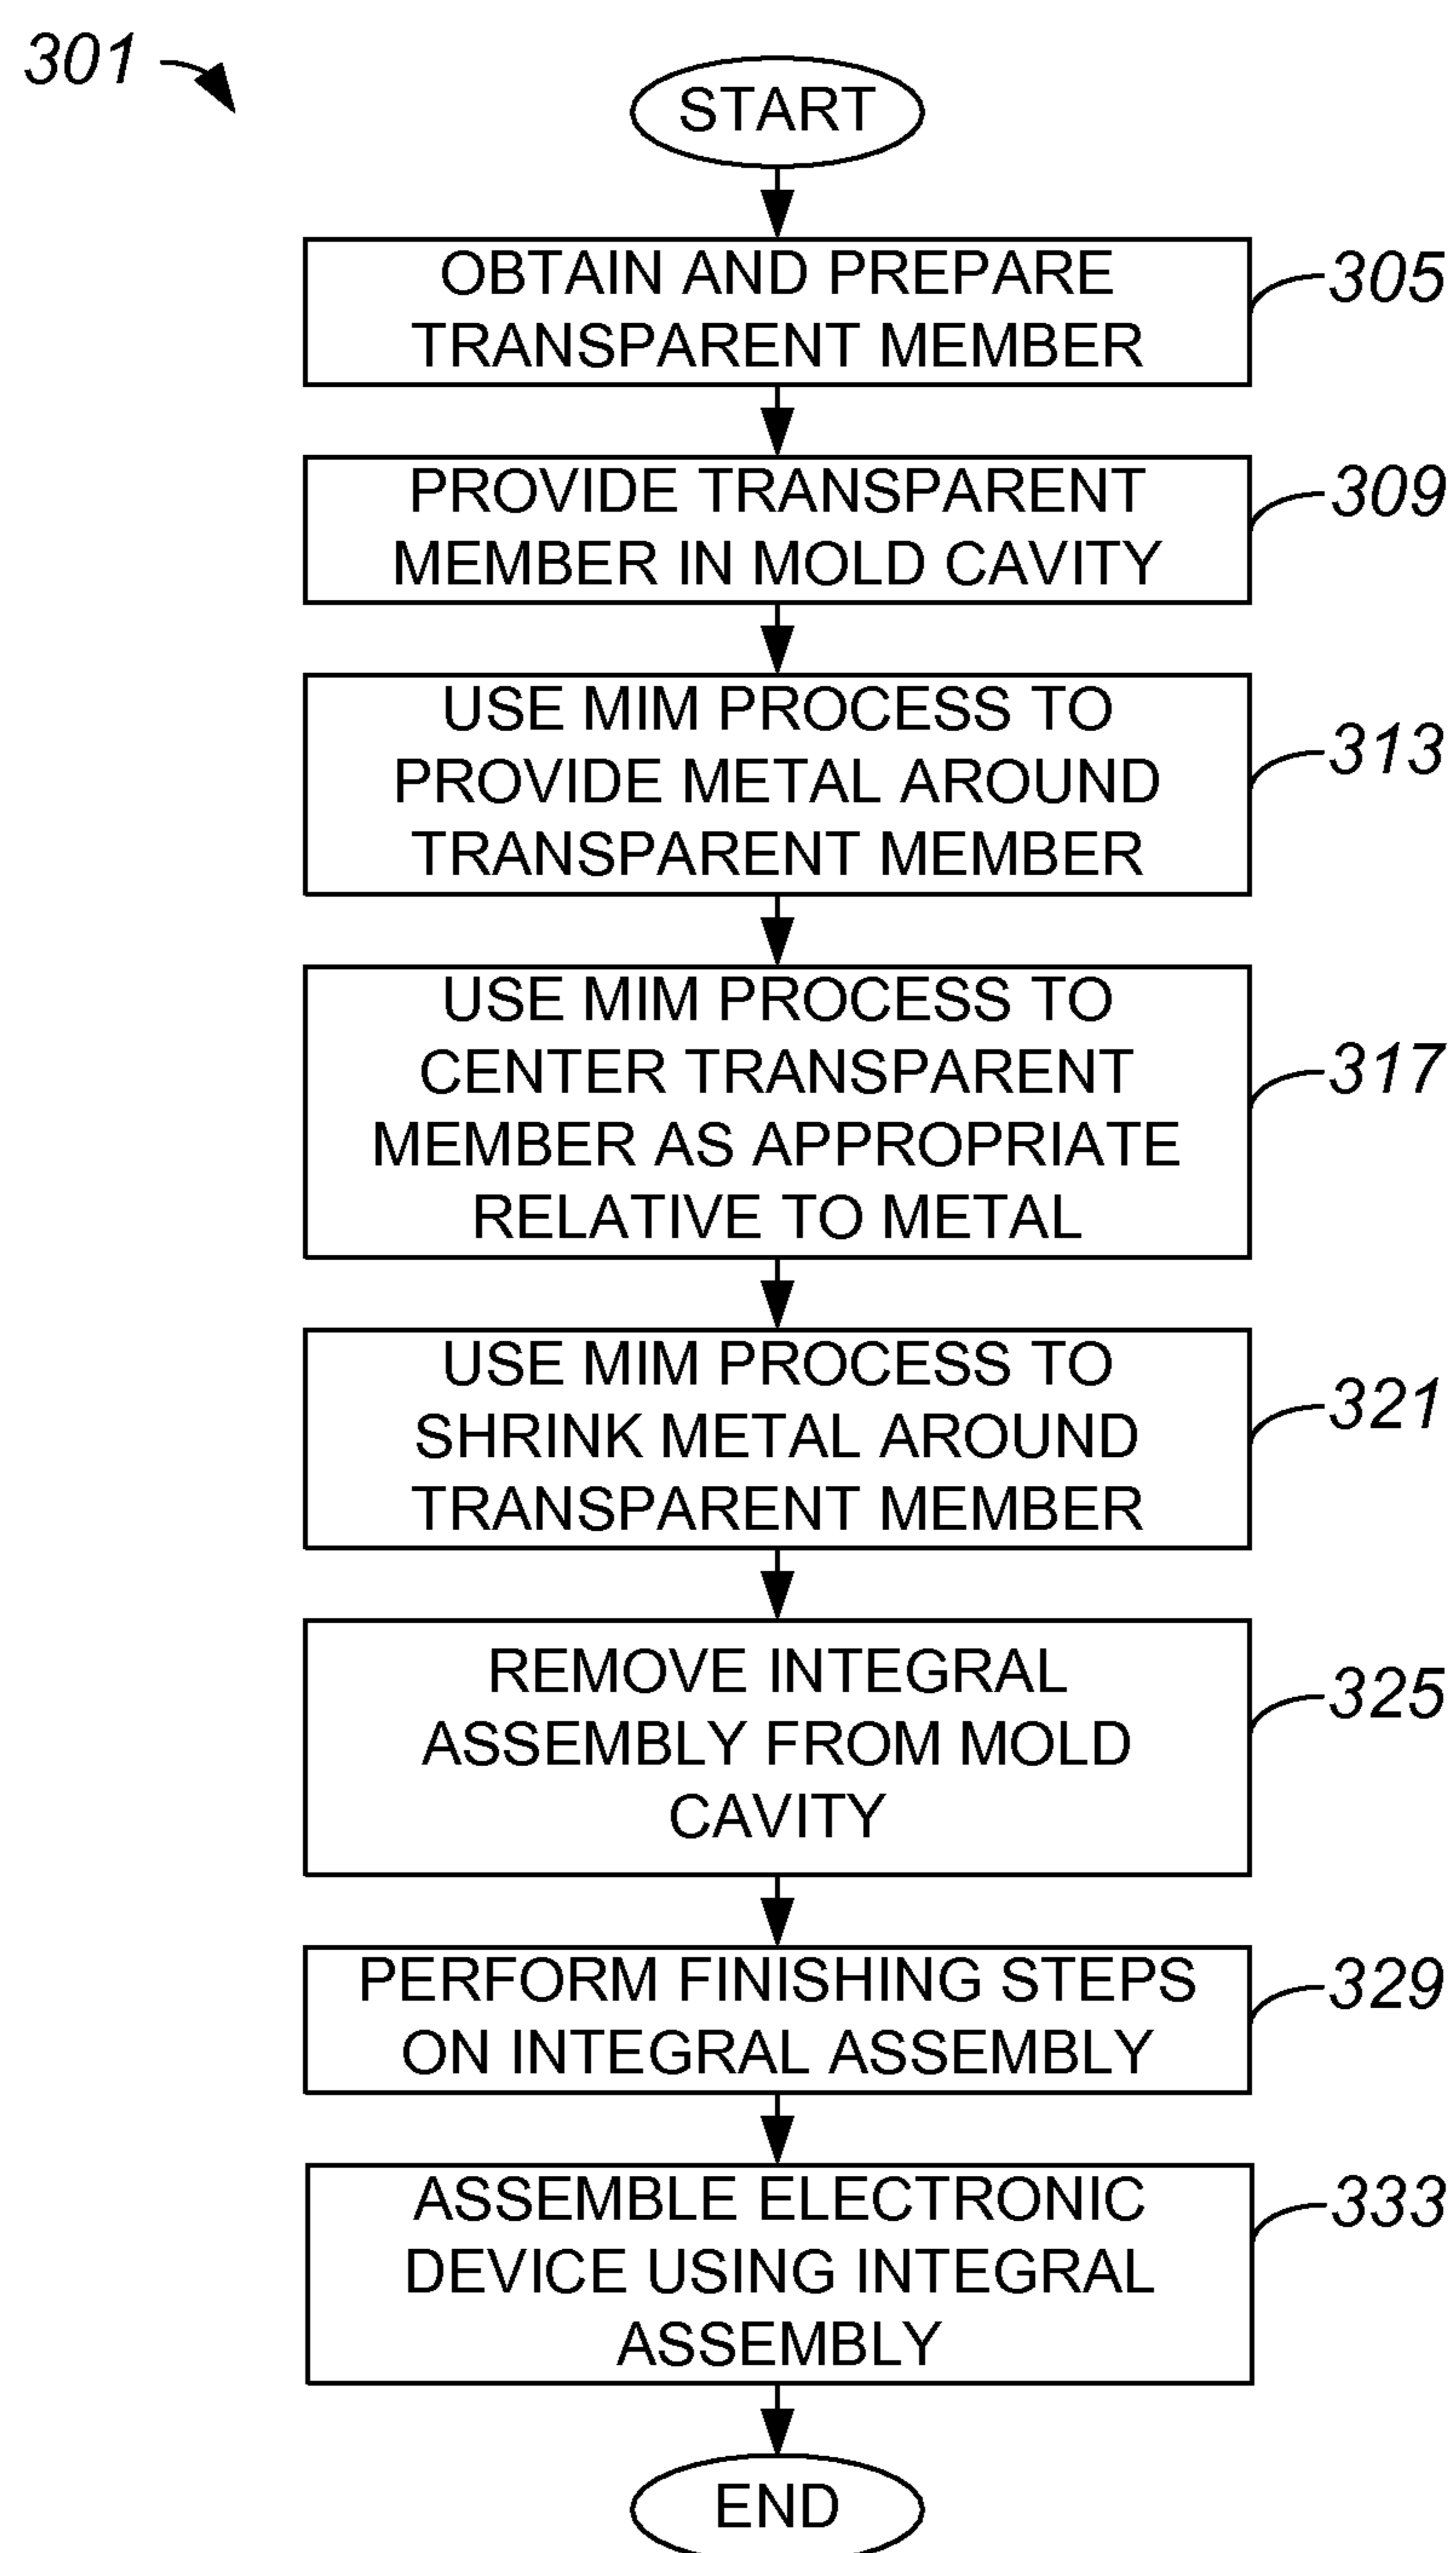 301
START
OBTAIN AND PREPARE
TRANSPARENT MEMBER
305
PROVIDE TRANSPARENT
MEMBER IN MOLD CAVITY
309
USE MIM PROCESS TO
PROVIDE METAL AROUND
TRANSPARENT MEMBER
313
USE MIM PROCESS TO
CENTER TRANSPARENT
MEMBER AS APPROPRIATE
RELATIVE TO METAL
317
USE MIM PROCESS TO
SHRINK METAL AROUND
TRANSPARENT MEMBER
321
REMOVE INTEGRAL
ASSEMBLY FROM MOLD
CAVITY
325
PERFORM FINISHING STEPS
ON INTEGRAL ASSEMBLY
329
ASSEMBLE ELECTRONIC
DEVICE USING INTEGRAL
ASSEMBLY
333
END